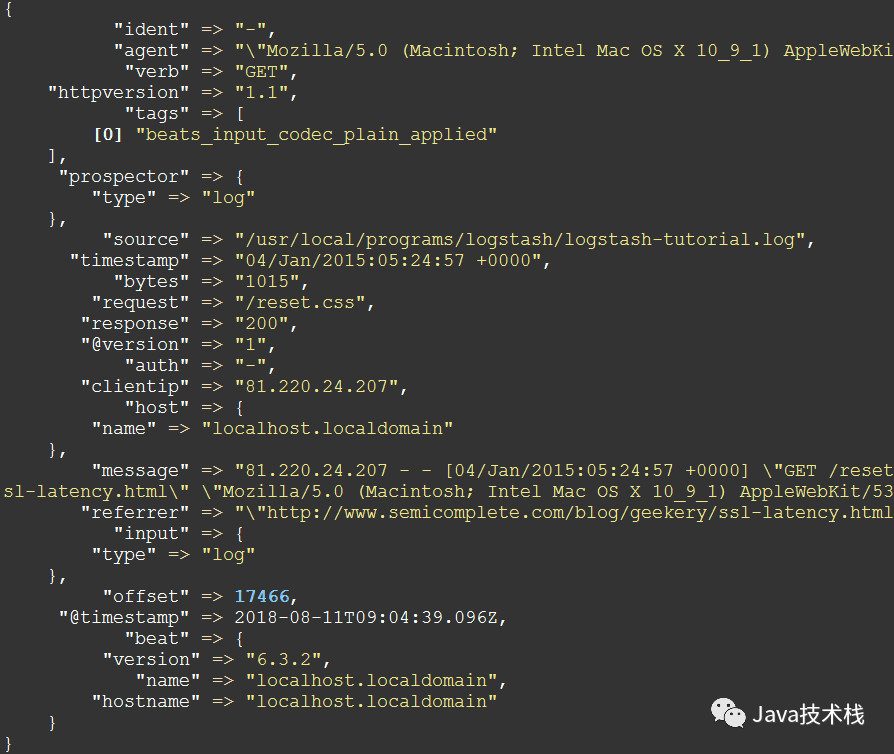 {
"ident" => "-",
"agent" => "\"Mozilla/5.0 (Macintosh; Intel Mac OS X 10_9_1) AppleWebKi
"verb" => "GET",
"httpversion" => "1.1",
"tags" => [
[0] "beats_input_codec_plain_applied"
],
"prospector" => {
"type" => "log"
},
"source" => "/usr/local/programs/logstash/logstash-tutorial.log",
"timestamp" => "04/Jan/2015:05:24:57 +0000",
"bytes" => "1015",
"request" => "/reset.css",
"response" => "200",
"@version" => "1",
"auth" => "-",
"clientip" => "81.220.24.207",
"host" => {
"name" => "localhost.localdomain"
},
"message" => "81.220.24.207 - - [04/Jan/2015:05:24:57 +0000] \"GET /reset
sl-latency.html\" \"Mozilla/5.0 (Macintosh; Intel Mac OS X 10_9_1) AppleWebKit/53
"referrer" => "\"http://www.semicomplete.com/blog/geekery/ssl-latency.html
"input" => {
"type" => "log"
},
"offset" => 17466,
"@timestamp" => 2018-08-11T09:04:39.096Z,
"beat" => {
"version" => "6.3.2",
"name" => "localhost.localdomain",
"hostname" => "localhost.localdomain"
}
}
Java技术栈